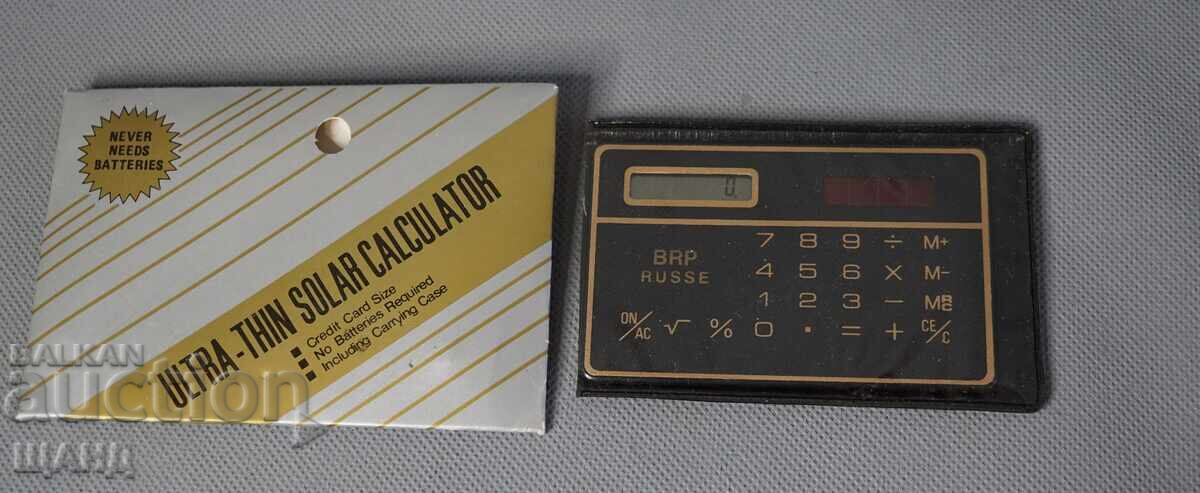 NEVER
NEEDS
BATTERIES
ULTRA-THIN SOLAR CALCULATOR
Credit Card Size
No Batteries Required
Including Carrying Case
0.
BRP
RUSSE
7 8 9 ÷ M+
4 5 6 × M-
1 2 3 −
ON/AC √ % 0 · = + CE/C
BALKAN
auction
ЩАНД